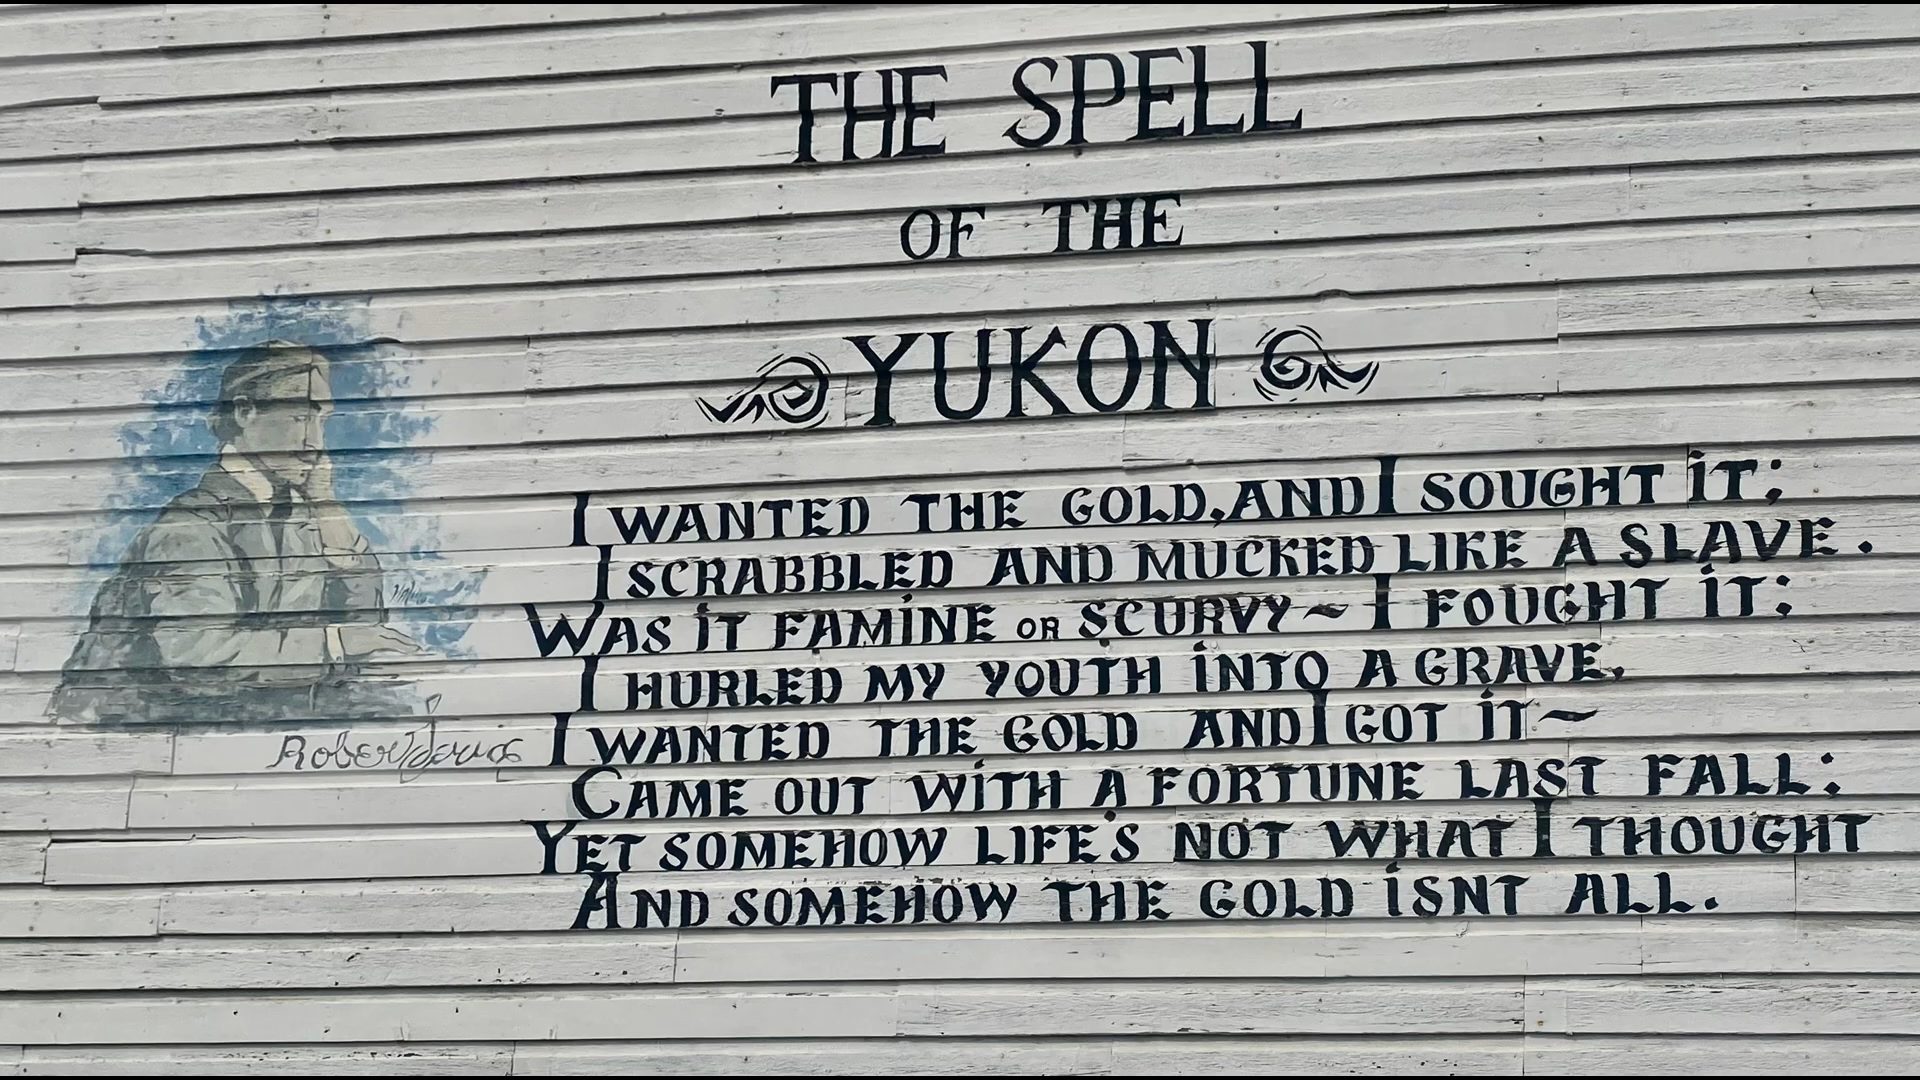 THE SPELL
OF THE
YUKON
I WANTED THE GOLD, AND I SOUGHT IT;
I SCRABBLED AND MUCKED LIKE A SLAVE.
WAS IT FAMINE OR SCURVY ~ I FOUGHT IT;
I HURLED MY YOUTH INTO A GRAVE.
I WANTED THE GOLD AND I GOT IT ~
CAME OUT WITH A FORTUNE LAST FALL;
YET SOMEHOW LIFE'S NOT WHAT I THOUGHT
AND SOMEHOW THE GOLD ISNT ALL.
Robert